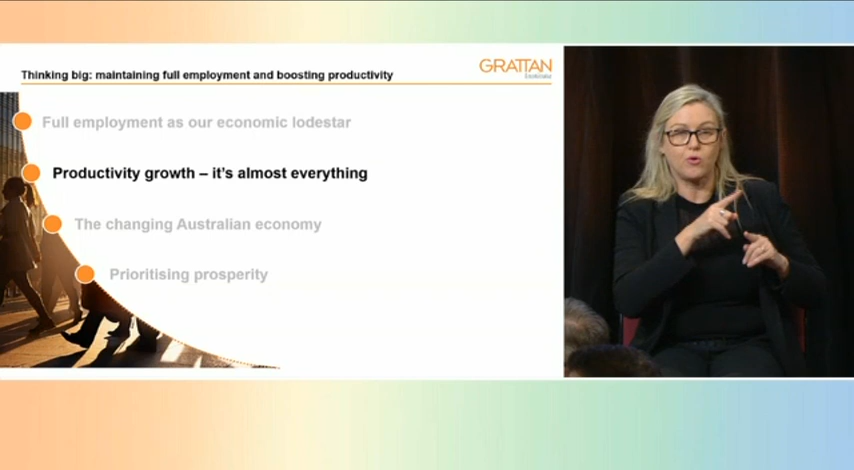 Thinking big: maintaining full employment and boosting productivity
GRATTAN
Institute
Full employment as our economic lodestar
Productivity growth – it's almost everything
The changing Australian economy
Prioritising prosperity